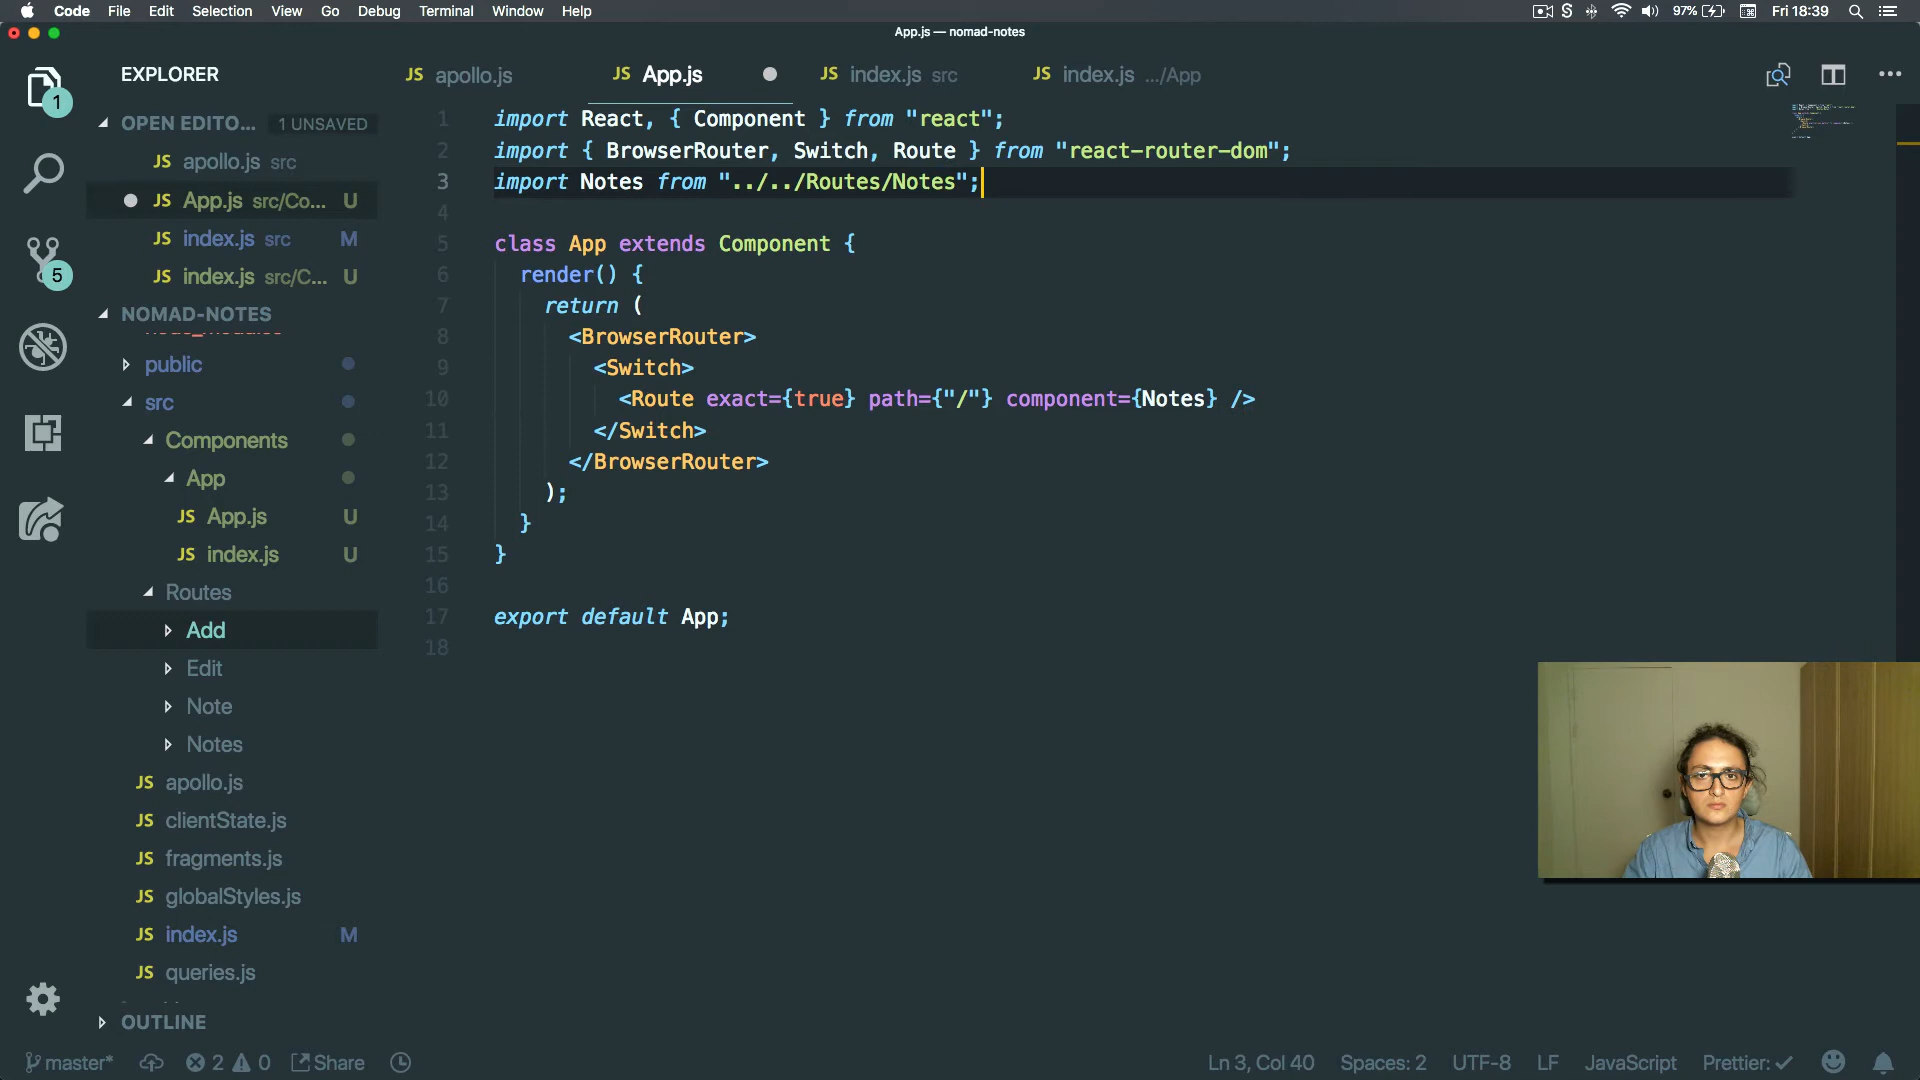 Code File Edit Selection View Go Debug Terminal Window Help
97% Fri 18:39
App.js — nomad-notes
1
5
EXPLORER
OPEN EDITO... 1 UNSAVED
JS apollo.js src
JS App.js src/Co... U
JS index.js src M
JS index.js src/C... U
NOMAD-NOTES
node_modules
public
src
Components
App
JS App.js U
JS index.js U
Routes
Add
Edit
Note
Notes
JS apollo.js
JS clientState.js
JS fragments.js
JS globalStyles.js
JS index.js M
JS queries.js
OUTLINE
JS apollo.js JS App.js JS index.js src JS index.js .../App
1 import React, { Component } from "react";
2 import { BrowserRouter, Switch, Route } from "react-router-dom";
3 import Notes from "../../Routes/Notes";
4
5 class App extends Component {
6 render() {
7 return (
8 <BrowserRouter>
9 <Switch>
10 <Route exact={true} path={"/"} component={Notes} />
11 </Switch>
12 </BrowserRouter>
13 );
14 }
15 }
16
17 export default App;
18
master* 2 0 Share Ln 3, Col 40 Spaces: 2 UTF-8 LF JavaScript Prettier: ✓